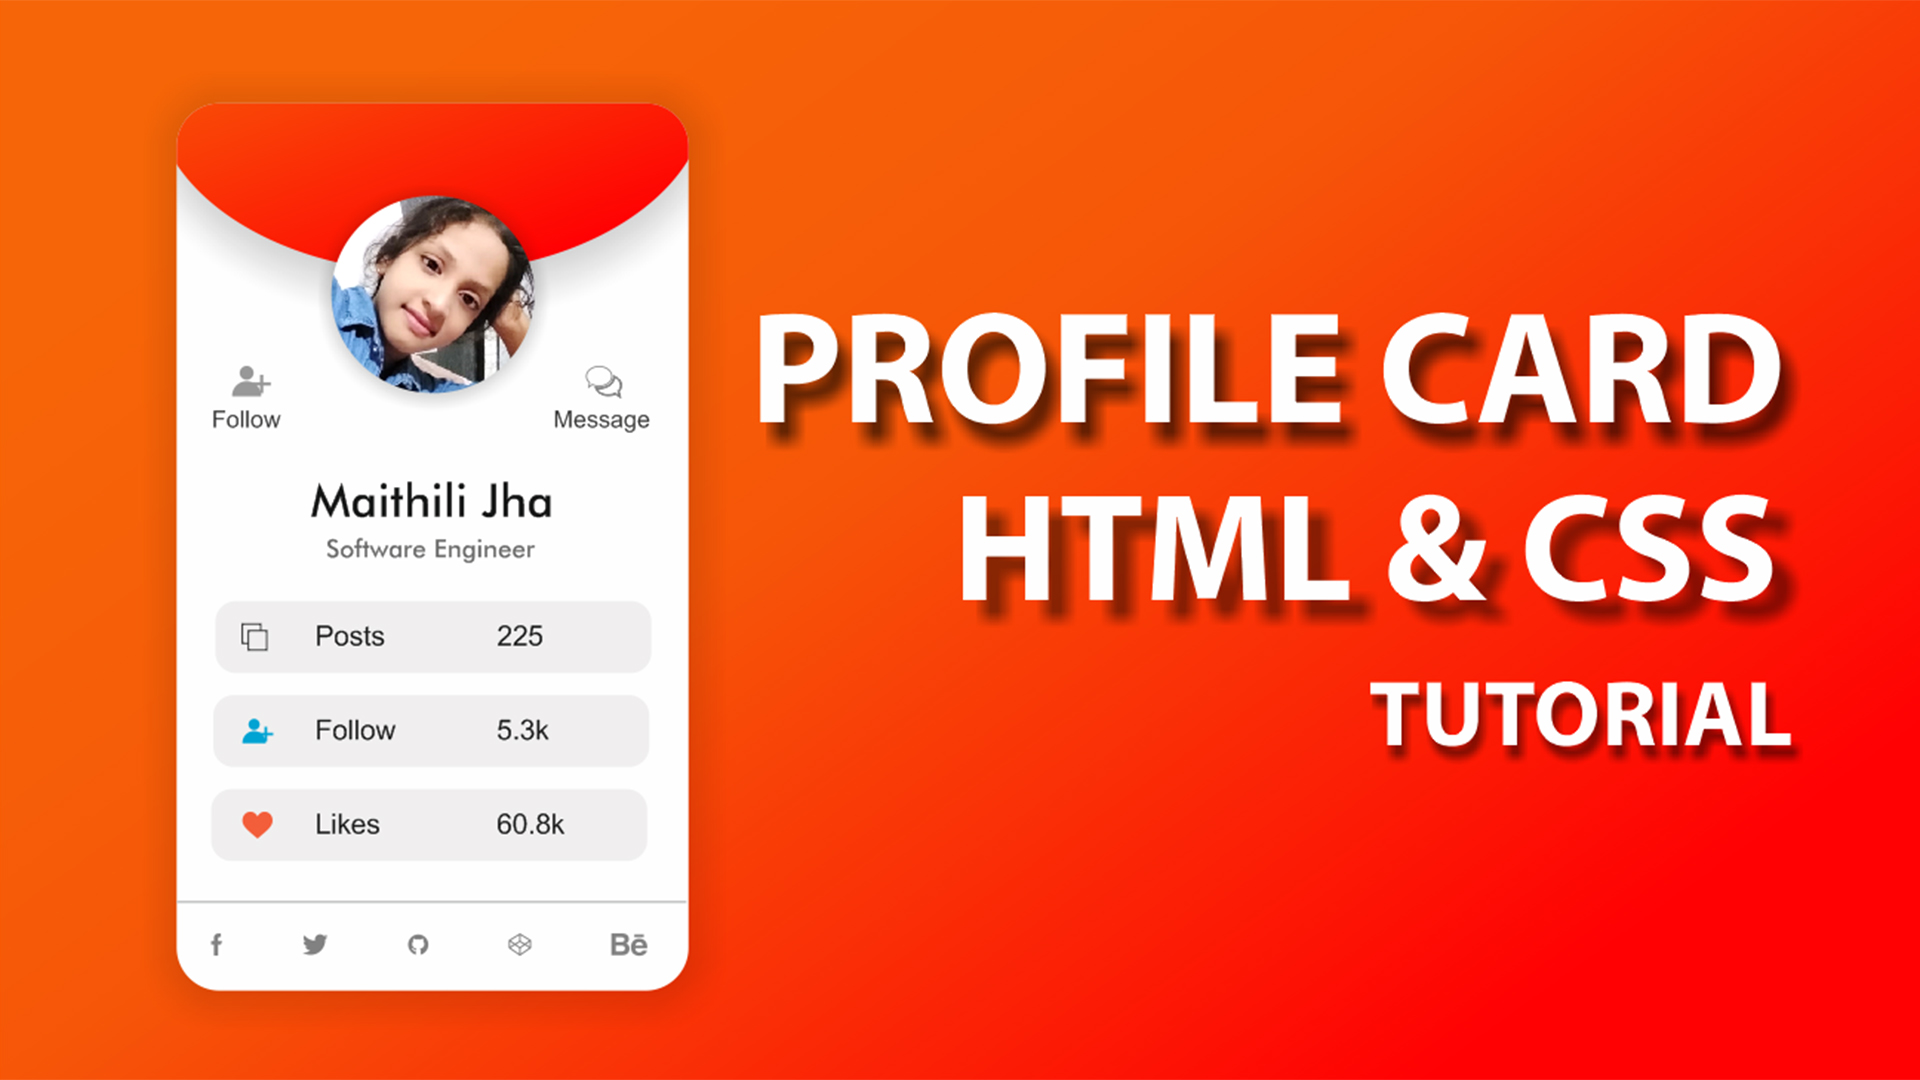 Follow
Message
Maithili Jha
Software Engineer
Posts 225
Follow 5.3k
Likes 60.8k
f
Bē
PROFILE CARD
HTML & CSS
TUTORIAL